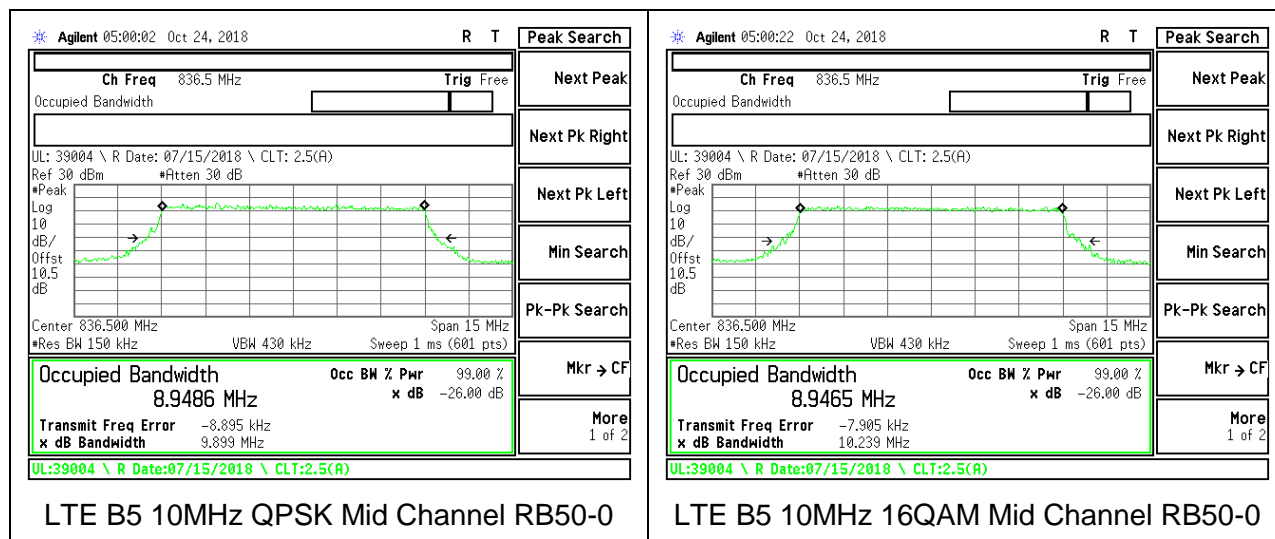 Agilent 05:00:02 Oct 24, 2018 R T
Peak Search
Ch Freq 836.5 MHz Trig Free
Occupied Bandwidth
UL: 39004 \ R Date: 07/15/2018 \ CLT: 2.5(A)
Ref 30 dBm #Atten 30 dB
#Peak
Log
10
dB/
Offst
10.5
dB
Center 836.500 MHz Span 15 MHz
#Res BW 150 kHz VBW 430 kHz Sweep 1 ms (601 pts)
Occupied Bandwidth Occ BW % Pwr 99.00 %
8.9486 MHz x dB -26.00 dB
Transmit Freq Error -8.895 kHz
x dB Bandwidth 9.899 MHz
UL:39004 \ R Date:07/15/2018 \ CLT:2.5(A)
Next Peak
Next Pk Right
Next Pk Left
Min Search
Pk-Pk Search
Mkr → CF
More
1 of 2
LTE B5 10MHz QPSK Mid Channel RB50-0
Agilent 05:00:22 Oct 24, 2018 R T
Peak Search
Ch Freq 836.5 MHz Trig Free
Occupied Bandwidth
UL: 39004 \ R Date: 07/15/2018 \ CLT: 2.5(A)
Ref 30 dBm #Atten 30 dB
#Peak
Log
10
dB/
Offst
10.5
dB
Center 836.500 MHz Span 15 MHz
#Res BW 150 kHz VBW 430 kHz Sweep 1 ms (601 pts)
Occupied Bandwidth Occ BW % Pwr 99.00 %
8.9465 MHz x dB -26.00 dB
Transmit Freq Error -7.905 kHz
x dB Bandwidth 10.239 MHz
UL:39004 \ R Date:07/15/2018 \ CLT:2.5(A)
Next Peak
Next Pk Right
Next Pk Left
Min Search
Pk-Pk Search
Mkr → CF
More
1 of 2
LTE B5 10MHz 16QAM Mid Channel RB50-0